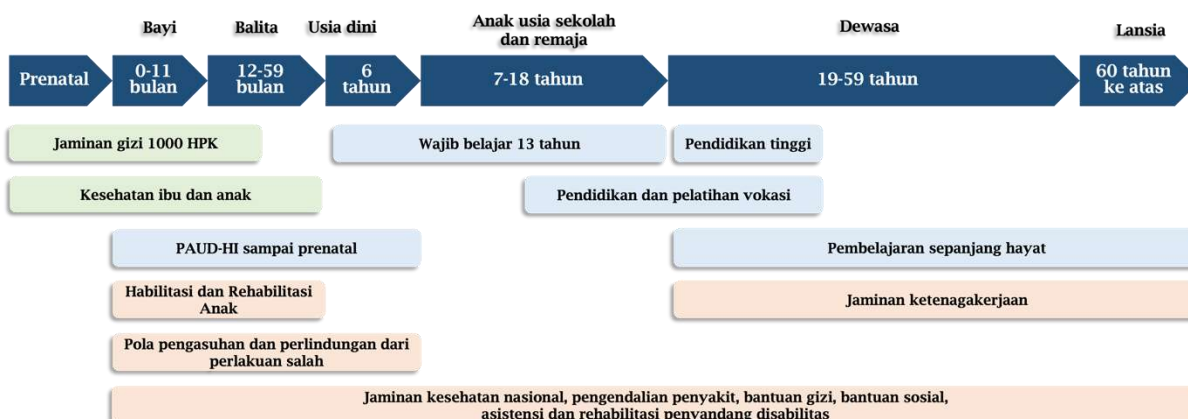 Bayi
Balita
Usia dini
Anak usia sekolah
dan remaja
Dewasa
Lansia
Prenatal
0-11
bulan
12-59
bulan
6
tahun
7-18 tahun
19-59 tahun
60 tahun
ke atas
Jaminan gizi 1000 HPK
Wajib belajar 13 tahun
Pendidikan tinggi
Kesehatan ibu dan anak
Pendidikan dan pelatihan vokasi
PAUD-HI sampai prenatal
Pembelajaran sepanjang hayat
Habilitasi dan Rehabilitasi
Anak
Jaminan ketenagakerjaan
Pola pengasuhan dan perlindungan dari
perlakuan salah
Jaminan kesehatan nasional, pengendalian penyakit, bantuan gizi, bantuan sosial,
asistensi dan rehabilitasi penyandang disabilitas